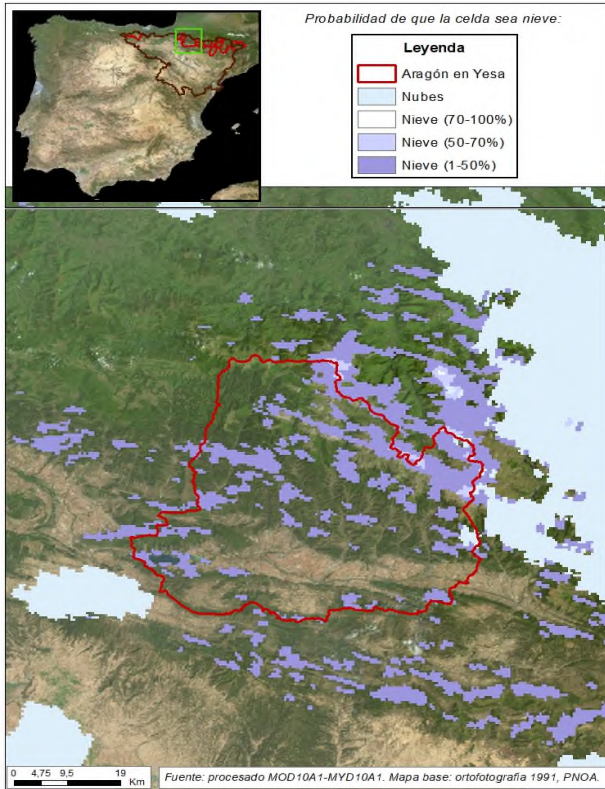 Probabilidad de que la celda sea nieve:
Leyenda
Aragón en Yesa
Nubes
Nieve (70-100%)
Nieve (50-70%)
Nieve (1-50%)
0 4,75 9,5 19
Km
Fuente: procesado MOD10A1-MYD10A1. Mapa base: ortofotografía 1991, PNOA.